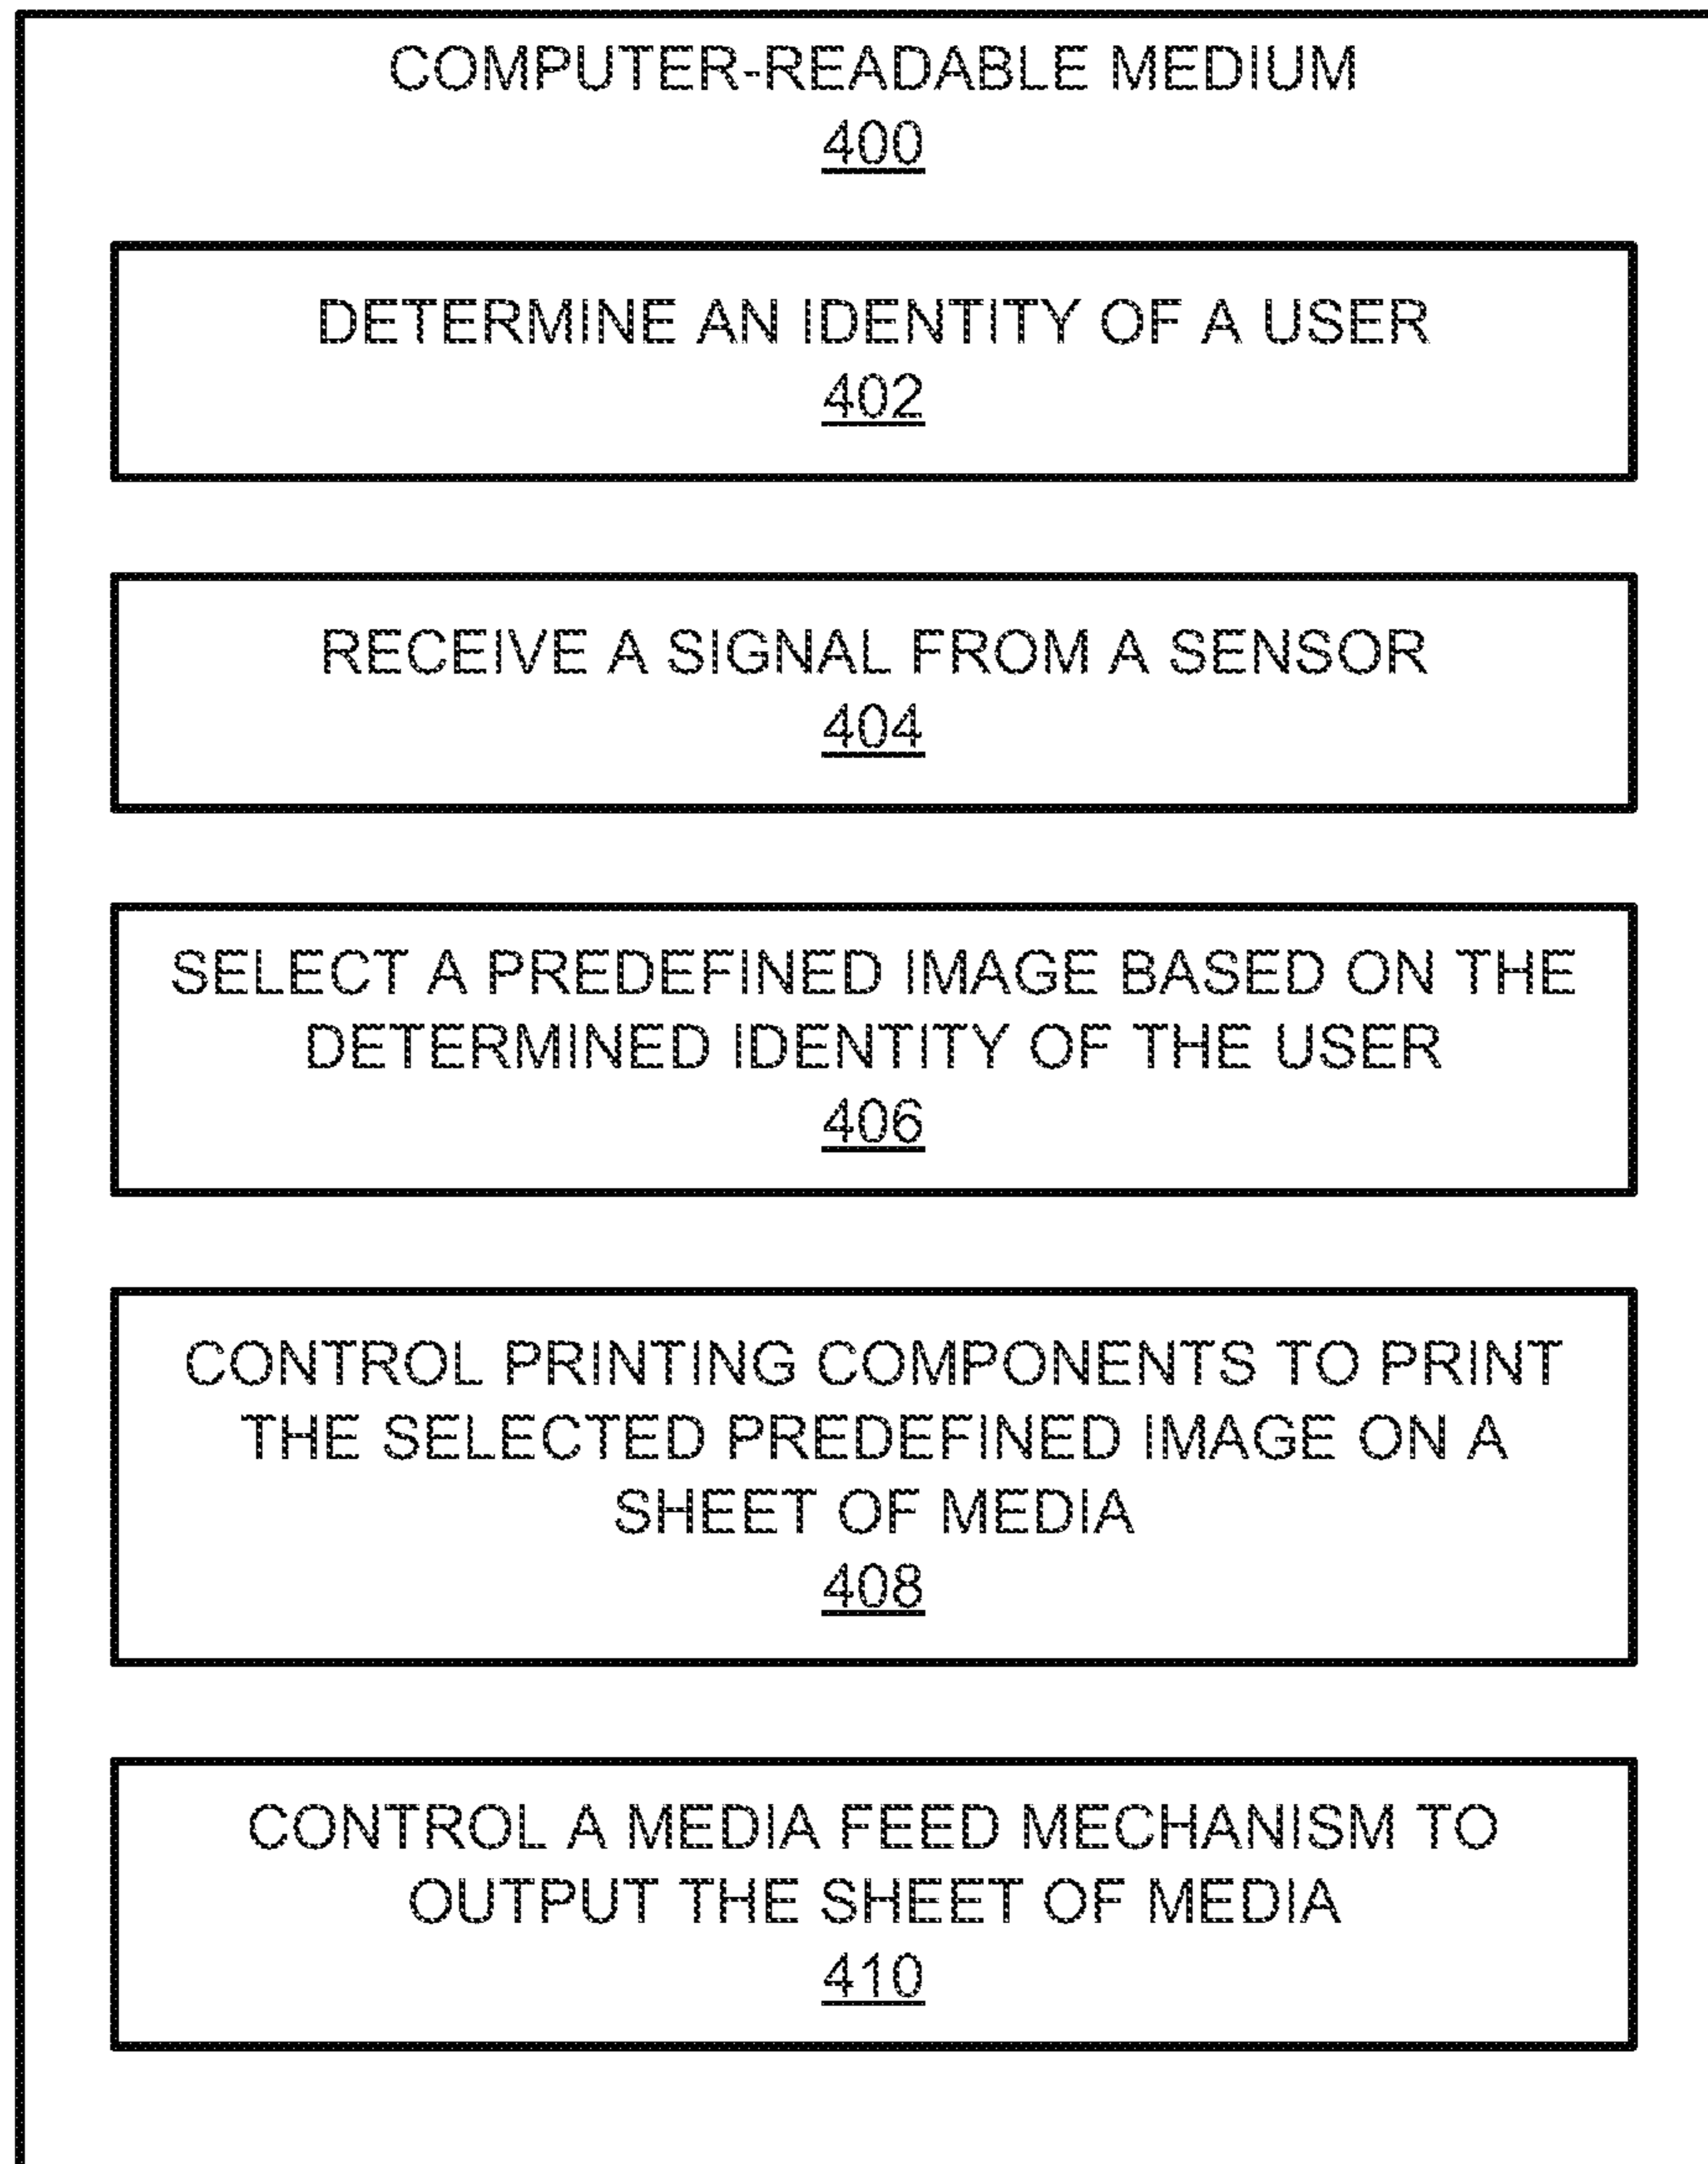 COMPUTER-READABLE MEDIUM
400
DETERMINE AN IDENTITY OF A USER
402
RECEIVE A SIGNAL FROM A SENSOR
404
SELECT A PREDEFINED IMAGE BASED ON THE
DETERMINED IDENTITY OF THE USER
406
CONTROL PRINTING COMPONENTS TO PRINT
THE SELECTED PREDEFINED IMAGE ON A
SHEET OF MEDIA
408
CONTROL A MEDIA FEED MECHANISM TO
OUTPUT THE SHEET OF MEDIA
410